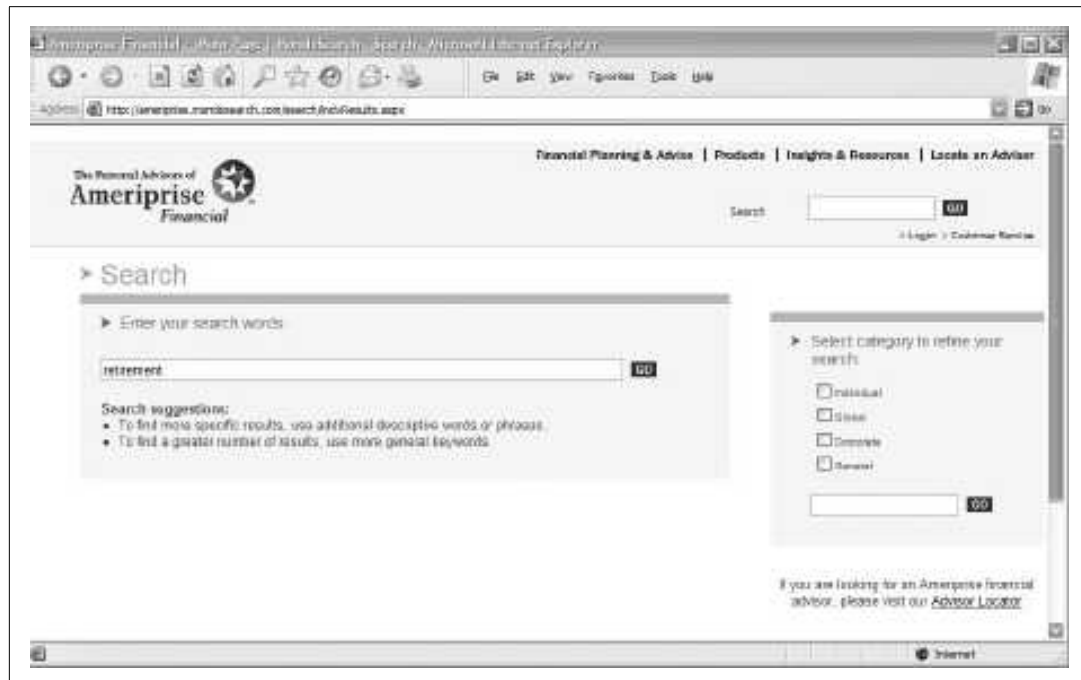 File Edit View Favorites Tools Help
Address
Go
Financial Planning & Advice | Products | Insights & Resources | Locate an Advisor
The Personal Advisors of
Ameriprise
Financial
Search GO
Login Customer Service
Search
Enter your search words
retirement GO
Search suggestions:
To find more specific results, use additional descriptive words or phrases.
To find a greater number of results, use more general keywords.
Select category to refine your
search:
Individual
Corporate
General
GO
If you are looking for an Ameriprise financial
advisor, please visit our Advisor Locator
Internet